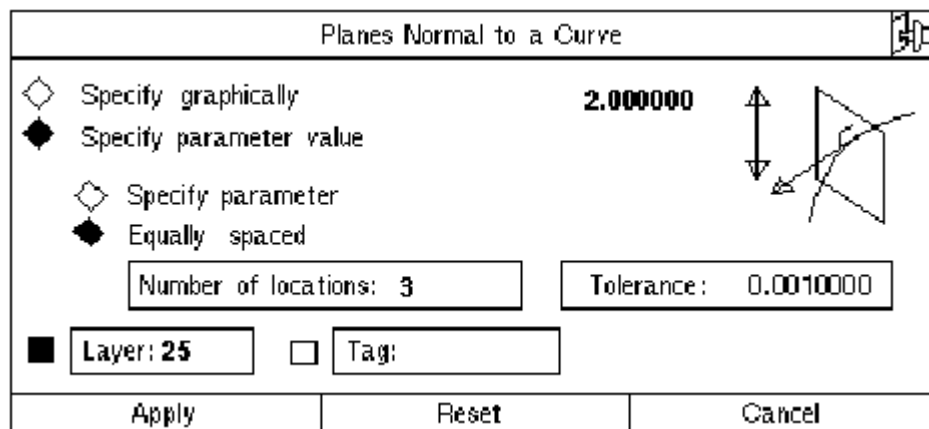 Planes Normal to a Curve
Specify graphically 2.000000
Specify parameter value
Specify parameter
Equally spaced
Number of locations: 3 Tolerance: 0.0010000
Layer: 25 Tag:
Apply Reset Cancel